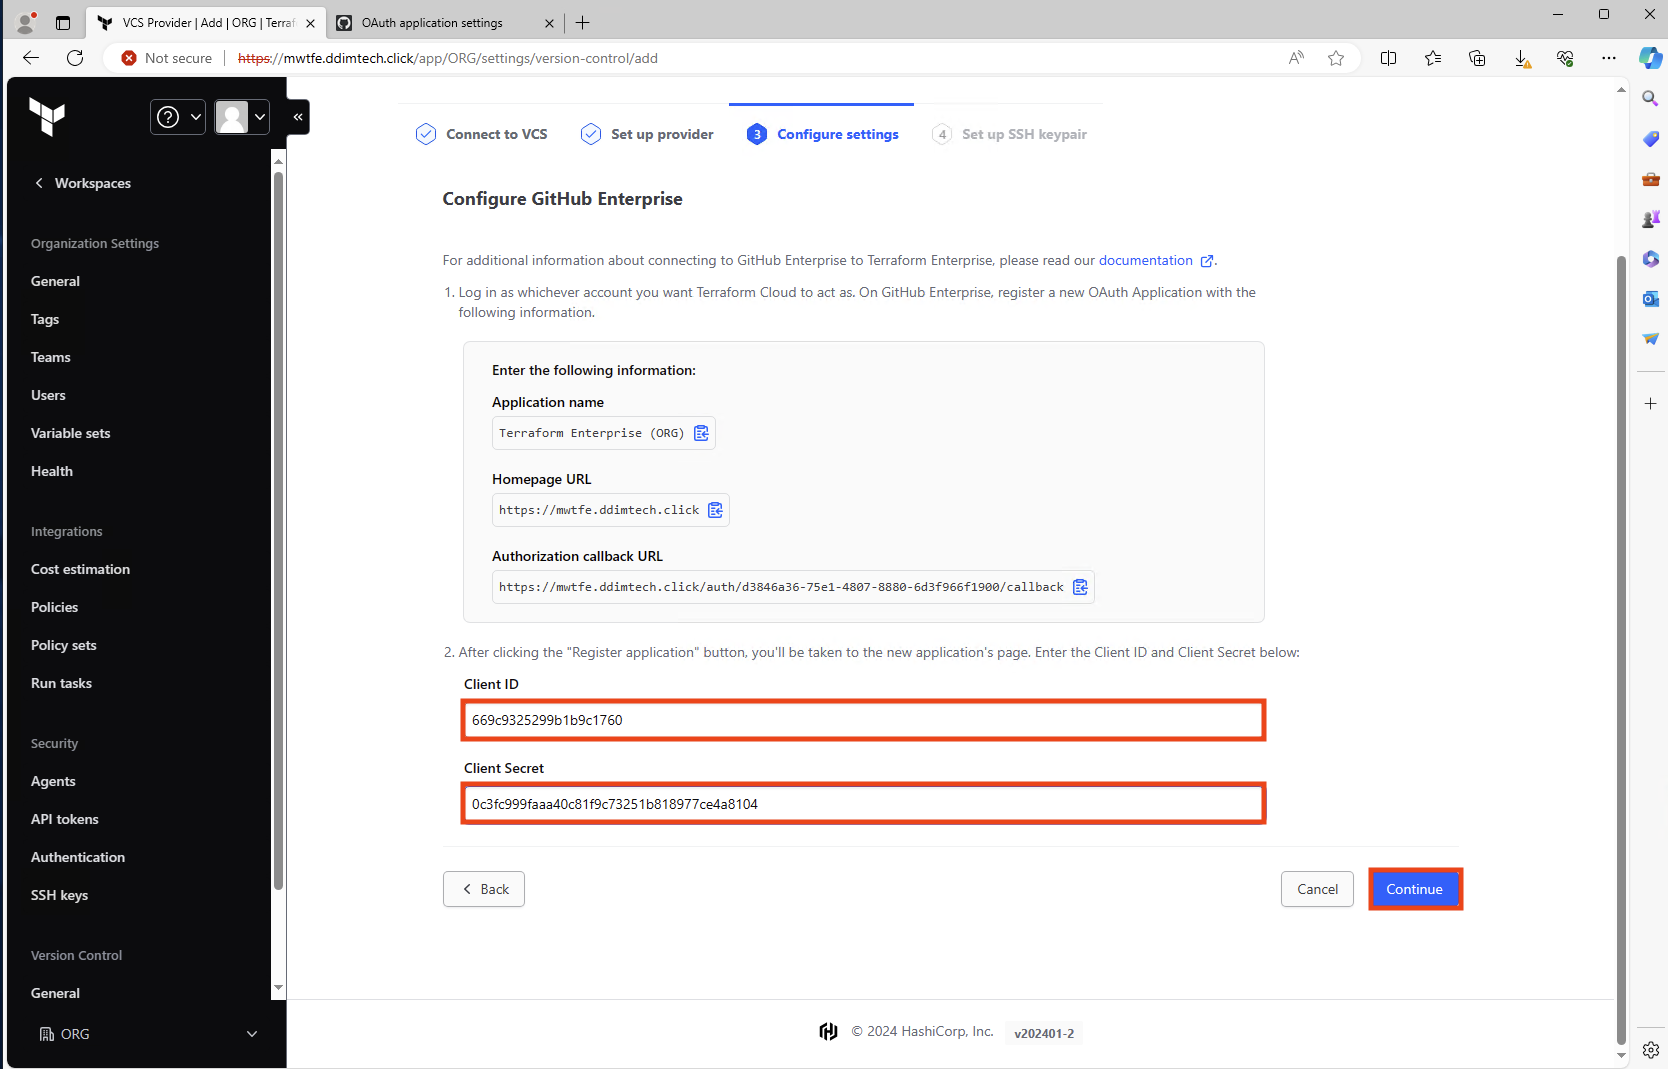 VCS Provider | Add | ORG | Terraf
OAuth application settings
Not secure
https://mwtfe.ddimtech.click/app/ORG/settings/version-control/add
Connect to VCS
Set up provider
3 Configure settings
4 Set up SSH keypair
Workspaces
Organization Settings
General
Tags
Teams
Users
Variable sets
Health
Integrations
Cost estimation
Policies
Policy sets
Run tasks
Security
Agents
API tokens
Authentication
SSH keys
Version Control
General
ORG
Configure GitHub Enterprise
For additional information about connecting to GitHub Enterprise to Terraform Enterprise, please read our documentation.
1. Log in as whichever account you want Terraform Cloud to act as. On GitHub Enterprise, register a new OAuth Application with the
following information.
Enter the following information:
Application name
Terraform Enterprise (ORG)
Homepage URL
https://mwtfe.ddimtech.click
Authorization callback URL
https://mwtfe.ddimtech.click/auth/d3846a36-75e1-4807-8880-6d3f966f1900/callback
2. After clicking the "Register application" button, you'll be taken to the new application's page. Enter the Client ID and Client Secret below:
Client ID
669c9325299b1b9c1760
Client Secret
0c3fc999faaa40c81f9c73251b818977ce4a8104
Back
Cancel
Continue
© 2024 HashiCorp, Inc.
v202401-2